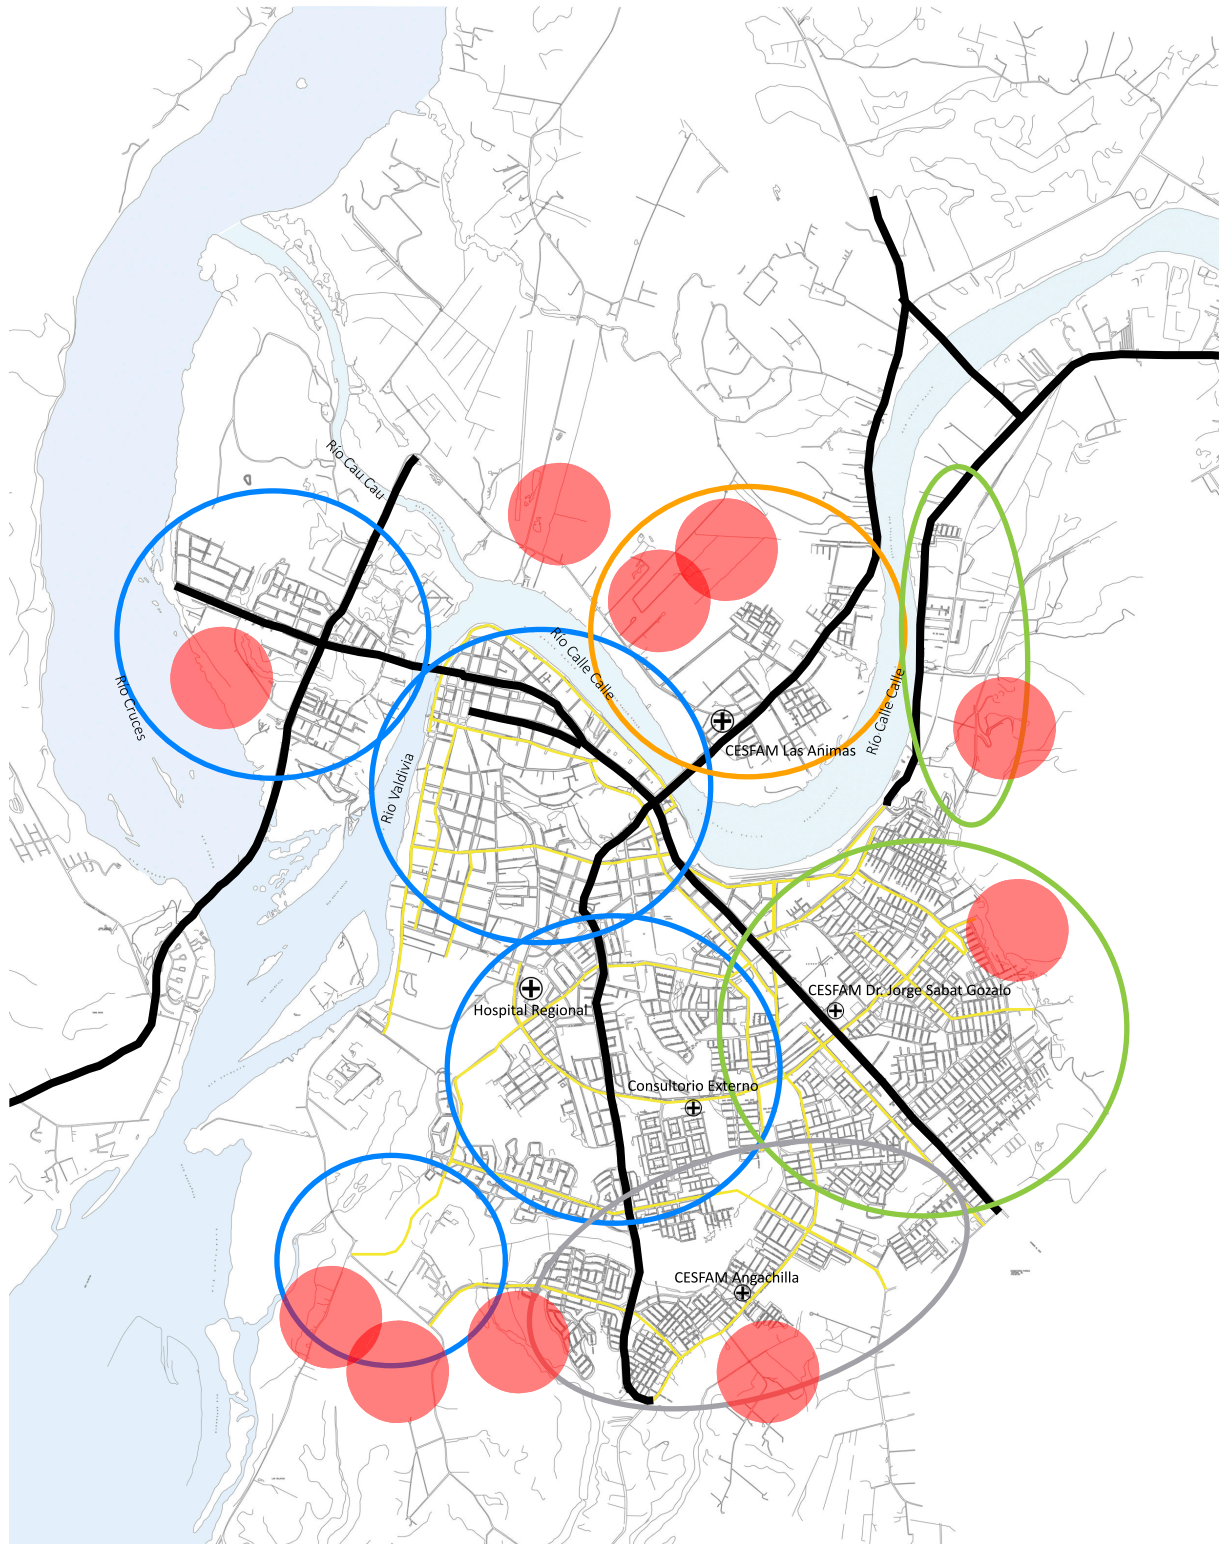 Río Cau Cau
Río Calle Calle
Río Cruces
Río Calle Calle
CESFAM Las Animas
Río Valdivia
CESFAM Dr. Jorge Sabat Gozalo
Hospital Regional
Consultorio Externo
CESFAM Angachilla